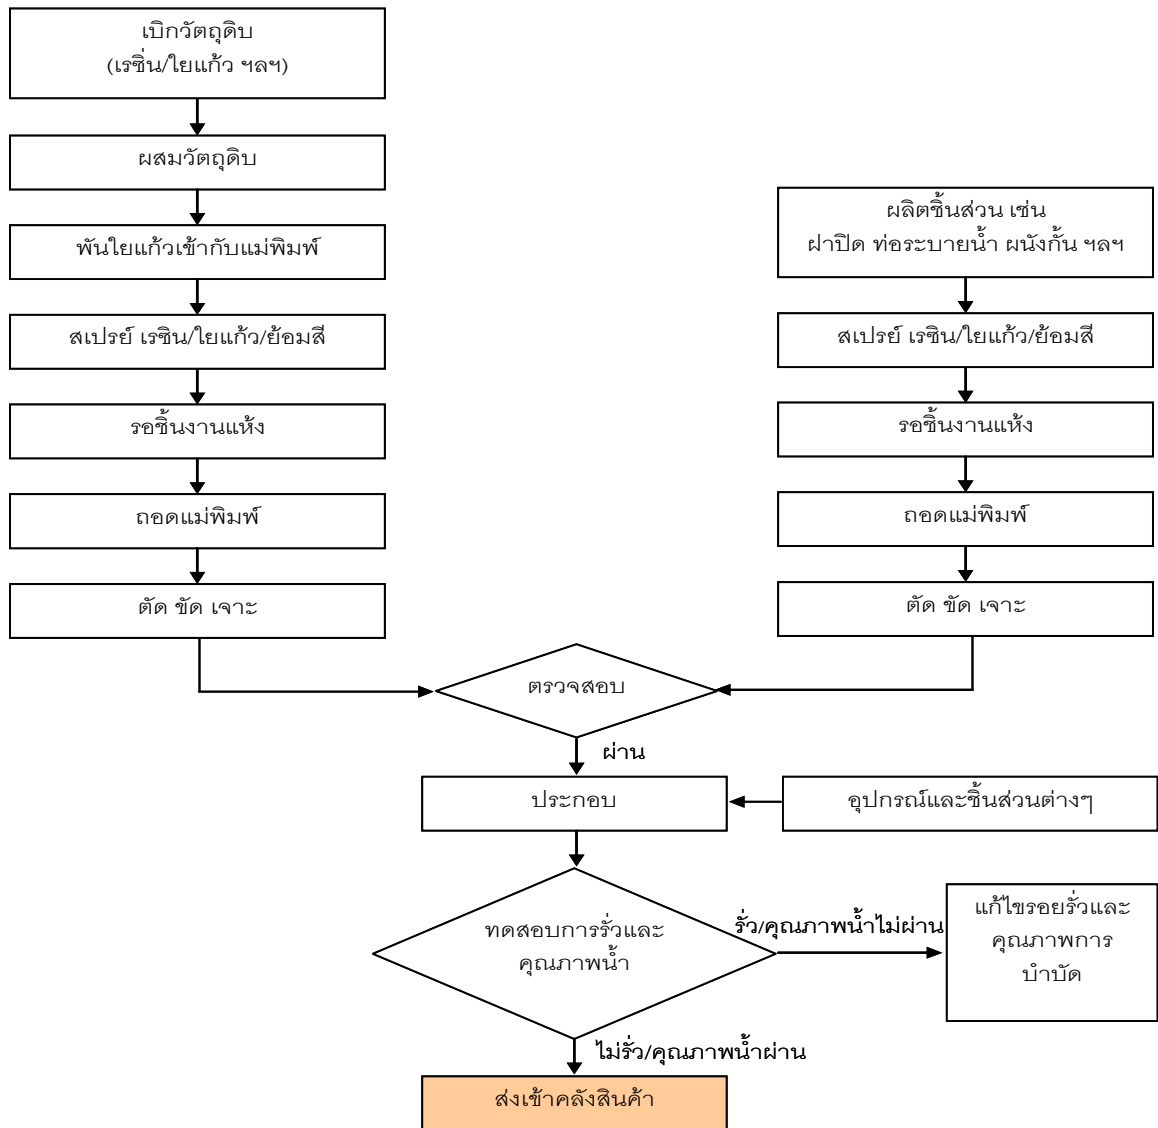 เบิกวัตถุดิบ
(เรซิ่น/ใยแก้ว ฯลฯ)
ผสมวัตถุดิบ
พันใยแก้วเข้ากับแม่พิมพ์
สเปรย์ เรซิน/ใยแก้ว/ย้อมสี
รอชิ้นงานแห้ง
ถอดแม่พิมพ์
ตัด ขัด เจาะ
ผลิตชิ้นส่วน เช่น
ฝาปิด ท่อระบายน้ำ ผนังกั้น ฯลฯ
สเปรย์ เรซิน/ใยแก้ว/ย้อมสี
รอชิ้นงานแห้ง
ถอดแม่พิมพ์
ตัด ขัด เจาะ
ตรวจสอบ
ผ่าน
ประกอบ
อุปกรณ์และชิ้นส่วนต่างๆ
ทดสอบการรั่วและ
คุณภาพน้ำ
รั่ว/คุณภาพน้ำไม่ผ่าน
แก้ไขรอยรั่วและ
คุณภาพการ
บำบัด
ไม่รั่ว/คุณภาพน้ำผ่าน
ส่งเข้าคลังสินค้า